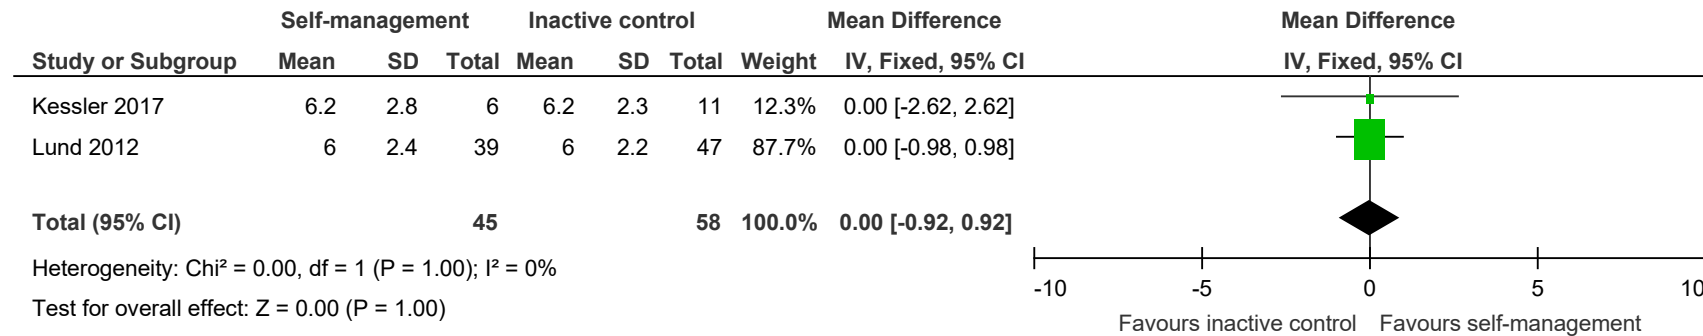 Self-management Inactive control Mean Difference Mean Difference
Study or Subgroup Mean SD Total Mean SD Total Weight IV, Fixed, 95% CI IV, Fixed, 95% CI
Kessler 2017 6.2 2.8 6 6.2 2.3 11 12.3% 0.00 [-2.62, 2.62]
Lund 2012 6 2.4 39 6 2.2 47 87.7% 0.00 [-0.98, 0.98]
Total (95% CI) 45 58 100.0% 0.00 [-0.92, 0.92]
Heterogeneity: Chi² = 0.00, df = 1 (P = 1.00); I² = 0%
Test for overall effect: Z = 0.00 (P = 1.00)
-10 -5 0 5 10
Favours inactive control Favours self-management